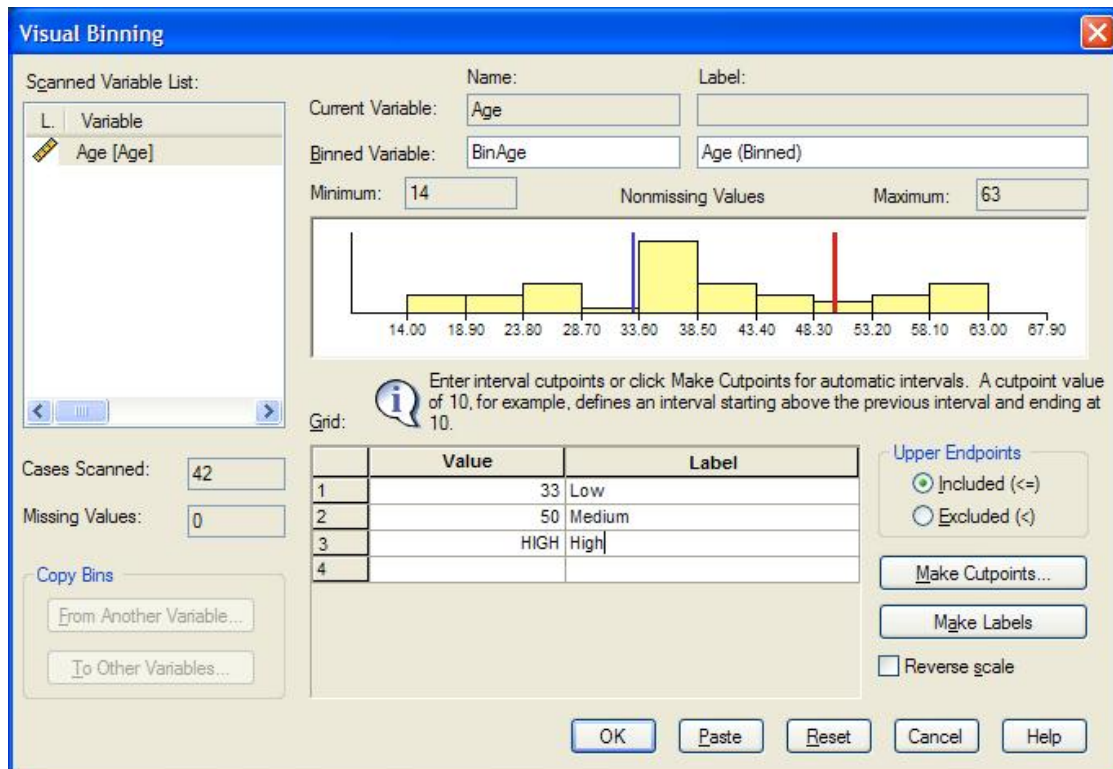 Visual Binning
Scanned Variable List:
L. Variable
Age [Age]
Name: Label:
Current Variable: Age
Binned Variable: BinAge Age (Binned)
Minimum: 14 Nonmissing Values Maximum: 63
14.00 18.90 23.80 28.70 33.60 38.50 43.40 48.30 53.20 58.10 63.00 67.90
Enter interval cutpoints or click Make Cutpoints for automatic intervals. A cutpoint value
of 10, for example, defines an interval starting above the previous interval and ending at
10.
Grid:
Value Label
1 33 Low
2 50 Medium
3 HIGH High
4
Upper Endpoints
Included (<=)
Excluded (<)
Cases Scanned: 42
Missing Values: 0
Copy Bins
From Another Variable...
To Other Variables...
Make Cutpoints...
Make Labels
Reverse scale
OK Paste Reset Cancel Help